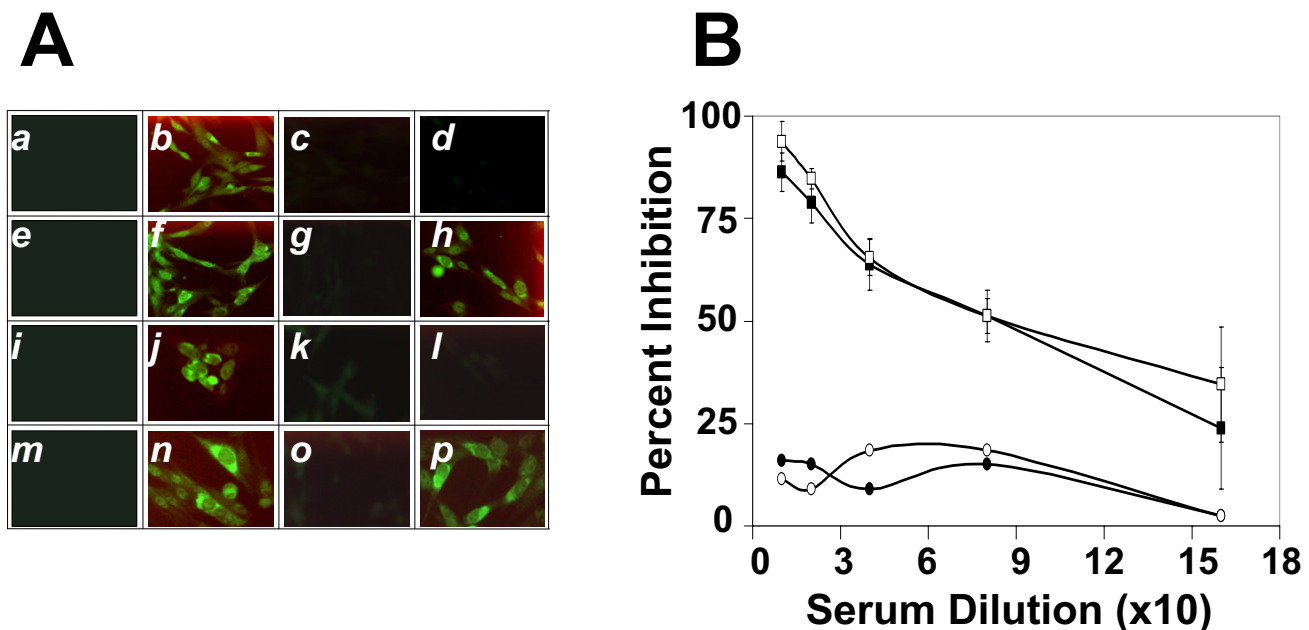 A
B
a b c d
e f g h
i j k l
m n o p
Percent Inhibition
100
75
50
25
0
0 3 6 9 12 15 18
Serum Dilution (x10)